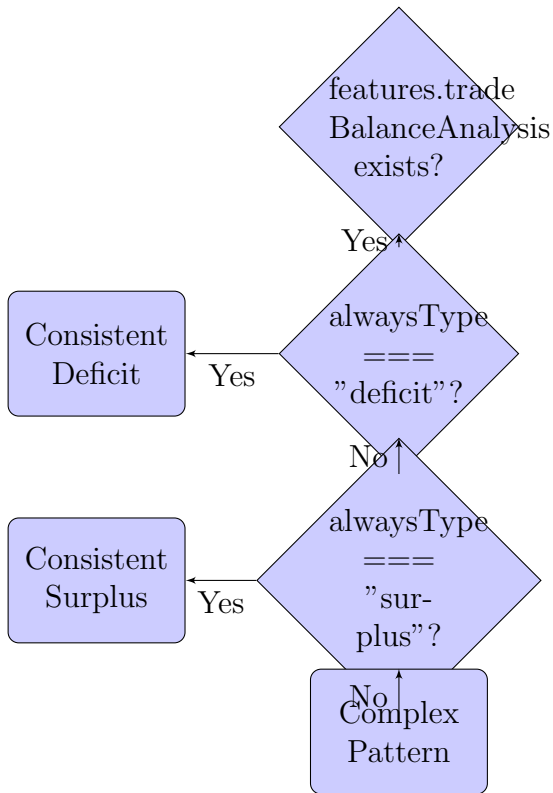 features.trade
BalanceAnalysis
exists?
Yes
alwaysType
===
”deficit”?
Consistent
Deficit
Yes
No
alwaysType
===
”sur-
plus”?
Consistent
Surplus
Yes
No
Complex
Pattern